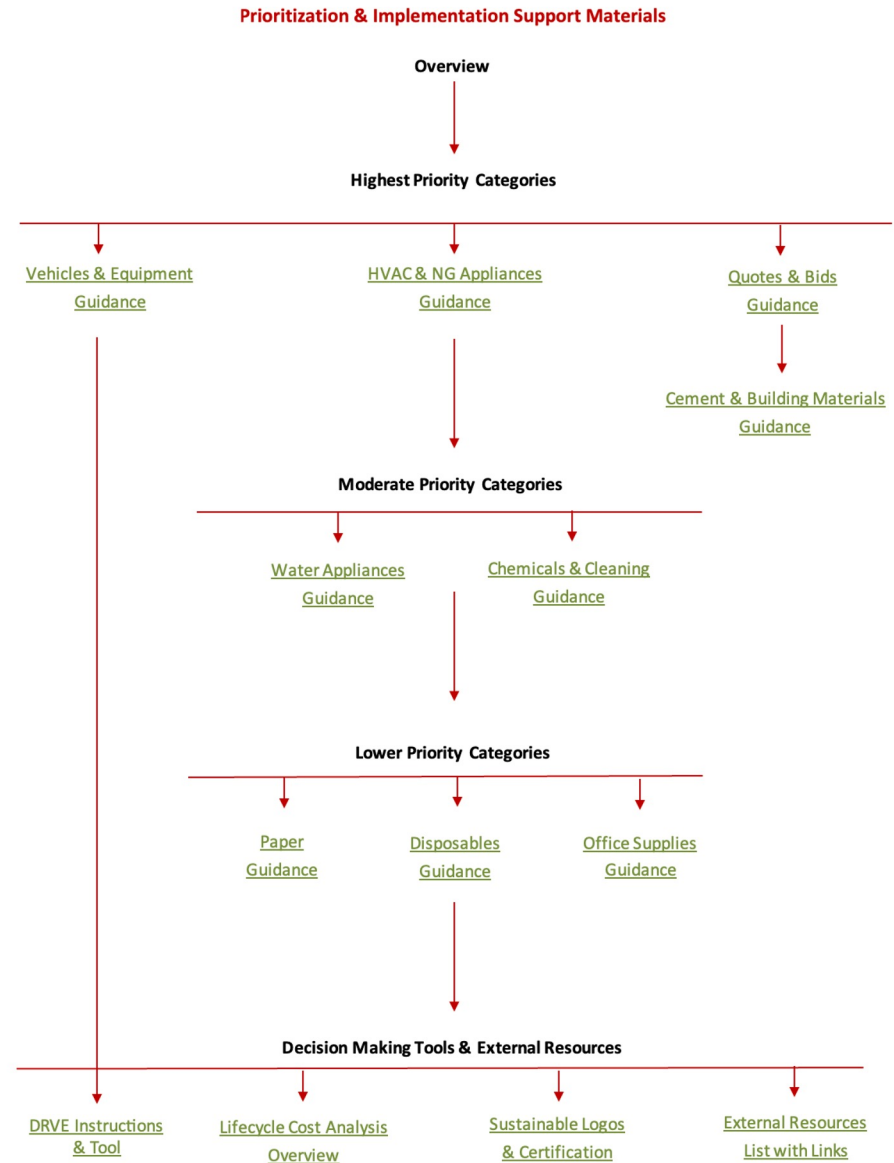 Prioritization & Implementation Support Materials
Overview
Highest Priority Categories
Vehicles & Equipment
Guidance
HVAC & NG Appliances
Guidance
Quotes & Bids
Guidance
Cement & Building Materials
Guidance
Moderate Priority Categories
Water Appliances
Guidance
Chemicals & Cleaning
Guidance
Lower Priority Categories
Paper
Guidance
Disposables
Guidance
Office Supplies
Guidance
Decision Making Tools & External Resources
DRVE Instructions
& Tool
Lifecycle Cost Analysis
Overview
Sustainable Logos
& Certification
External Resources
List with Links